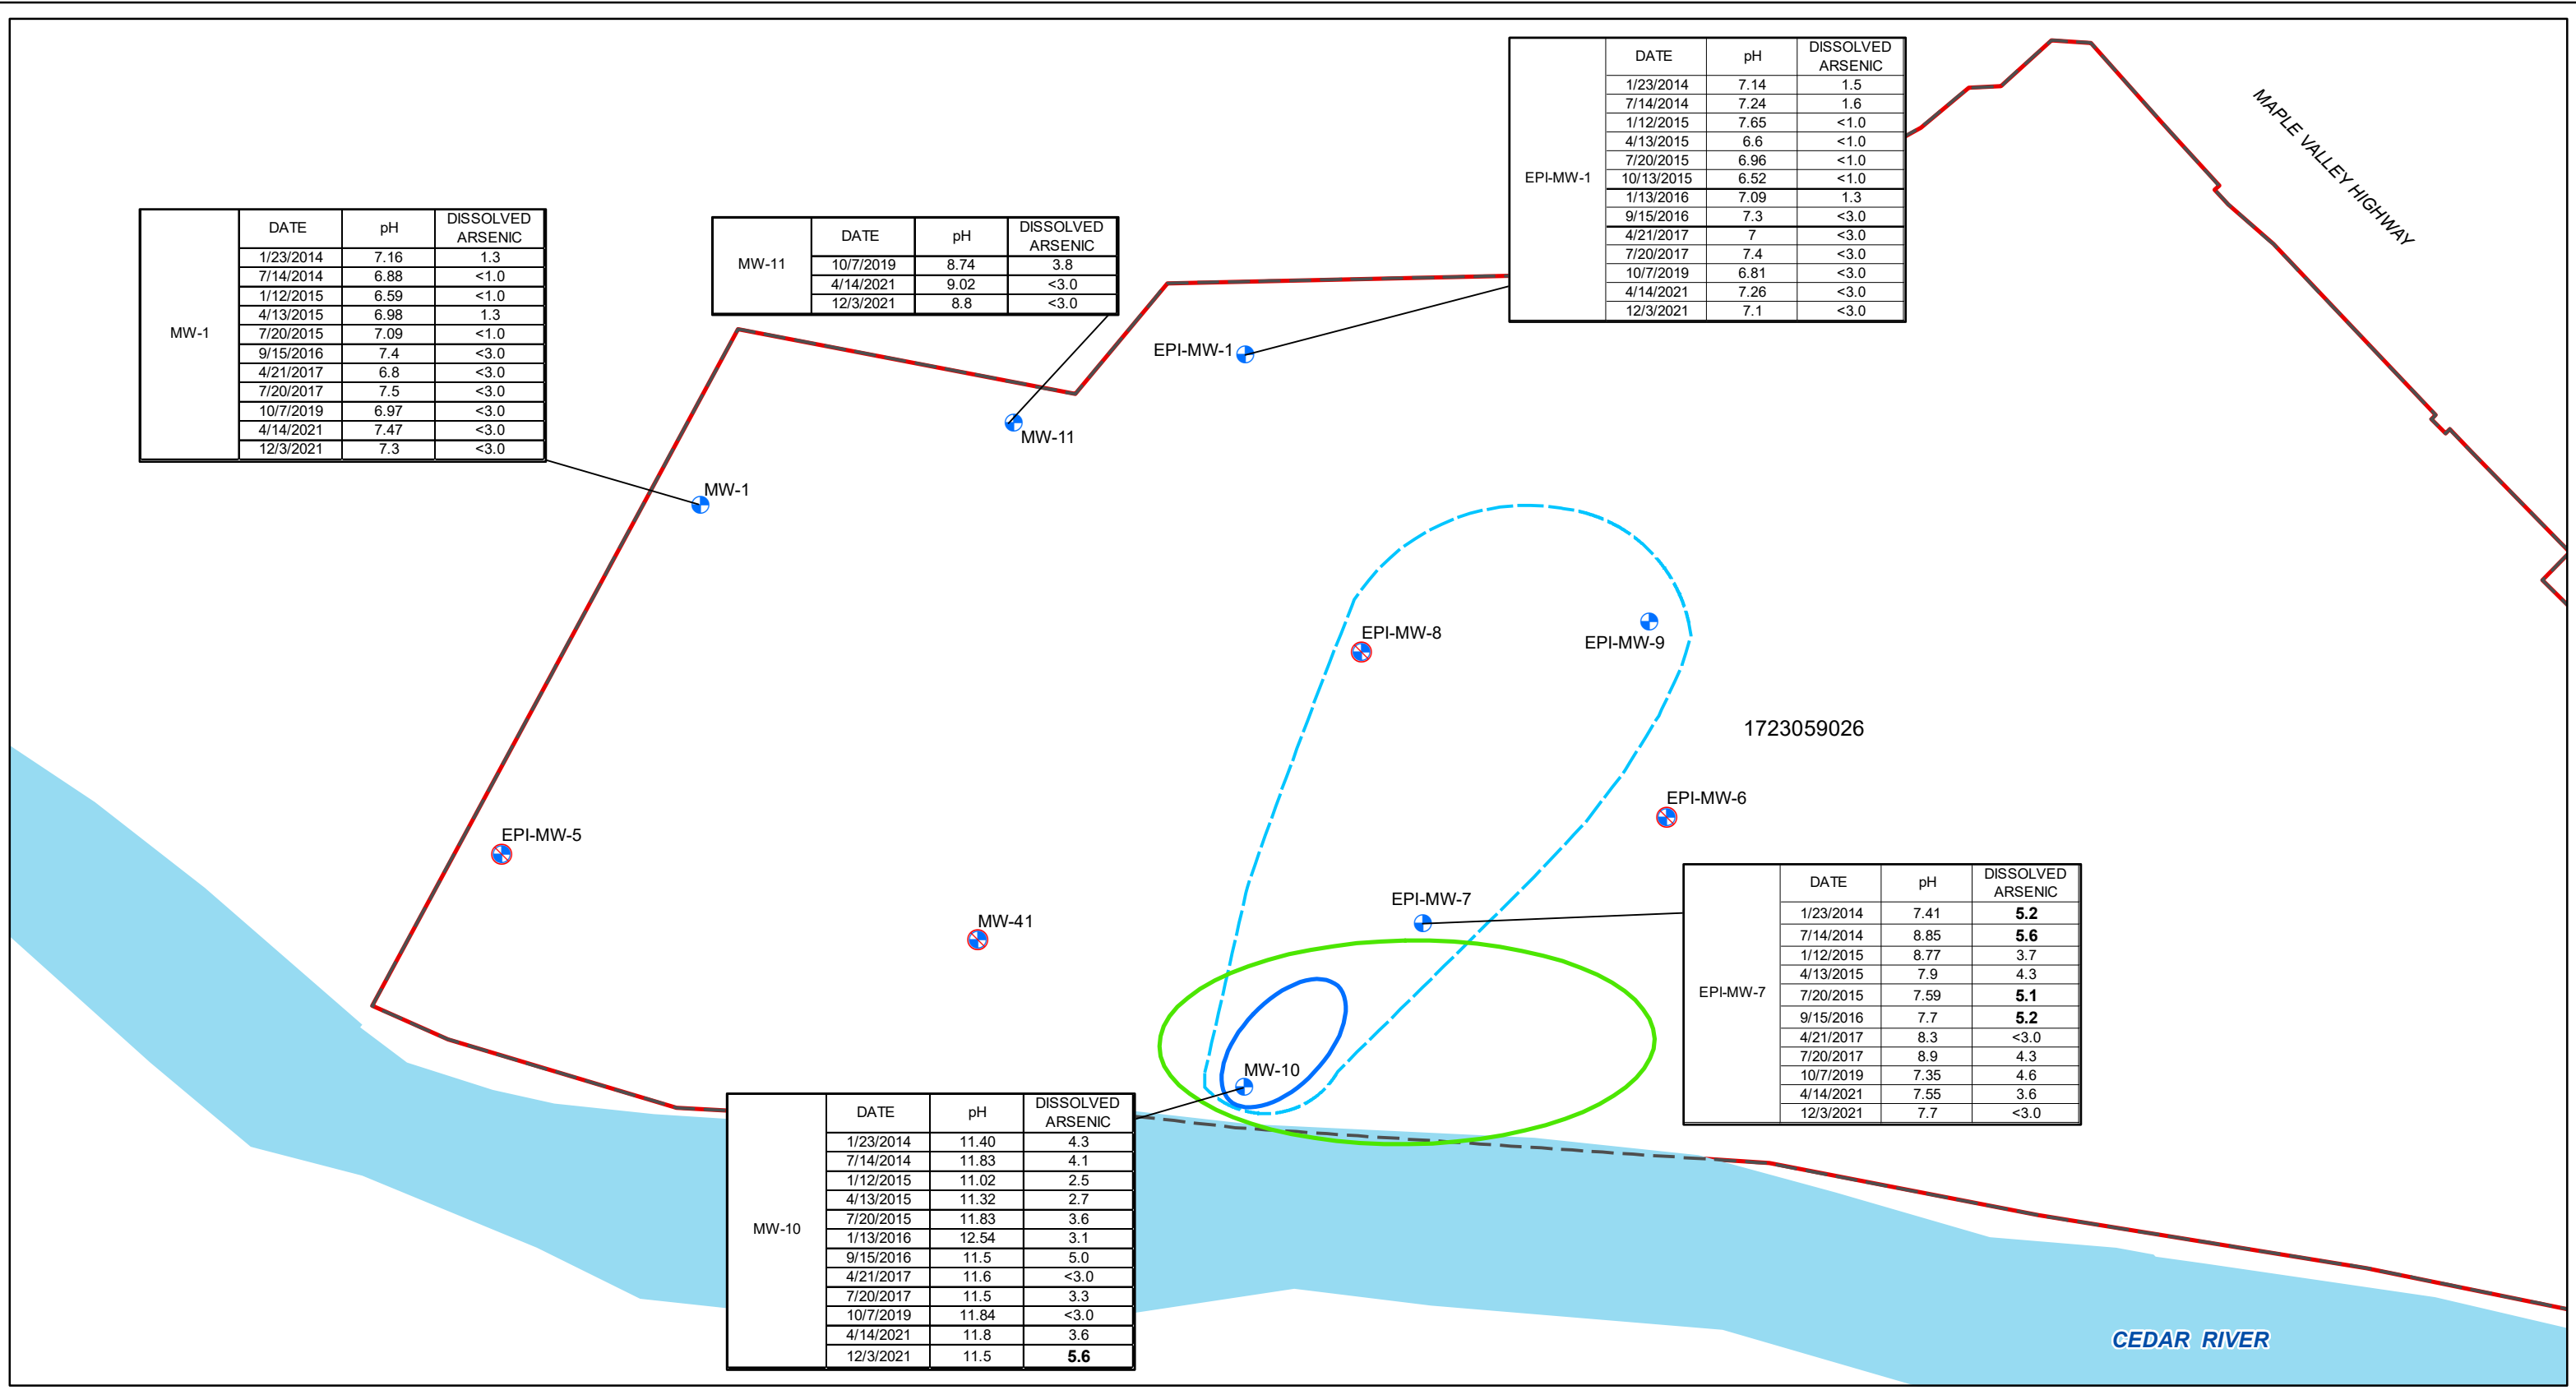 EPI-MW-1
DATE pH DISSOLVED ARSENIC
1/23/2014 7.14 1.5
7/14/2014 7.24 1.6
1/12/2015 7.65 <1.0
4/13/2015 6.6 <1.0
7/20/2015 6.96 <1.0
10/13/2015 6.52 <1.0
1/13/2016 7.09 1.3
9/15/2016 7.3 <3.0
4/21/2017 7 <3.0
7/20/2017 7.4 <3.0
10/7/2019 6.81 <3.0
4/14/2021 7.26 <3.0
12/3/2021 7.1 <3.0
MAPLE VALLEY HIGHWAY
MW-1
DATE pH DISSOLVED ARSENIC
1/23/2014 7.16 1.3
7/14/2014 6.88 <1.0
1/12/2015 6.59 <1.0
4/13/2015 6.98 1.3
7/20/2015 7.09 <1.0
9/15/2016 7.4 <3.0
4/21/2017 6.8 <3.0
7/20/2017 7.5 <3.0
10/7/2019 6.97 <3.0
4/14/2021 7.47 <3.0
12/3/2021 7.3 <3.0
MW-11
DATE pH DISSOLVED ARSENIC
10/7/2019 8.74 3.8
4/14/2021 9.02 <3.0
12/3/2021 8.8 <3.0
EPI-MW-1
MW-11
MW-1
EPI-MW-8
EPI-MW-9
1723059026
EPI-MW-6
EPI-MW-5
EPI-MW-7
MW-41
EPI-MW-7
DATE pH DISSOLVED ARSENIC
1/23/2014 7.41 5.2
7/14/2014 8.85 5.6
1/12/2015 8.77 3.7
4/13/2015 7.9 4.3
7/20/2015 7.59 5.1
9/15/2016 7.7 5.2
4/21/2017 8.3 <3.0
7/20/2017 8.9 4.3
10/7/2019 7.35 4.6
4/14/2021 7.55 3.6
12/3/2021 7.7 <3.0
MW-10
MW-10
DATE pH DISSOLVED ARSENIC
1/23/2014 11.40 4.3
7/14/2014 11.83 4.1
1/12/2015 11.02 2.5
4/13/2015 11.32 2.7
7/20/2015 11.83 3.6
1/13/2016 12.54 3.1
9/15/2016 11.5 5.0
4/21/2017 11.6 <3.0
7/20/2017 11.5 3.3
10/7/2019 11.84 <3.0
4/14/2021 11.8 3.6
12/3/2021 11.5 5.6
CEDAR RIVER